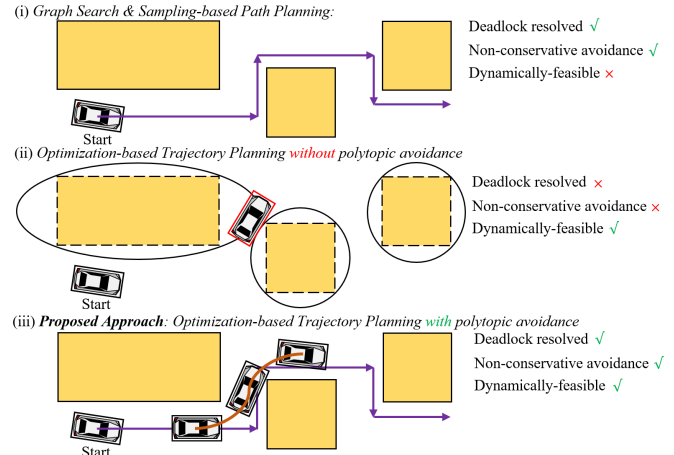 (i) Graph Search & Sampling-based Path Planning:
Deadlock resolved √
Non-conservative avoidance √
Dynamically-feasible ×
Start
(ii) Optimization-based Trajectory Planning without polytopic avoidance
Deadlock resolved ×
Non-conservative avoidance ×
Dynamically-feasible √
Start
(iii) Proposed Approach: Optimization-based Trajectory Planning with polytopic avoidance
Deadlock resolved √
Non-conservative avoidance √
Dynamically-feasible √
Start